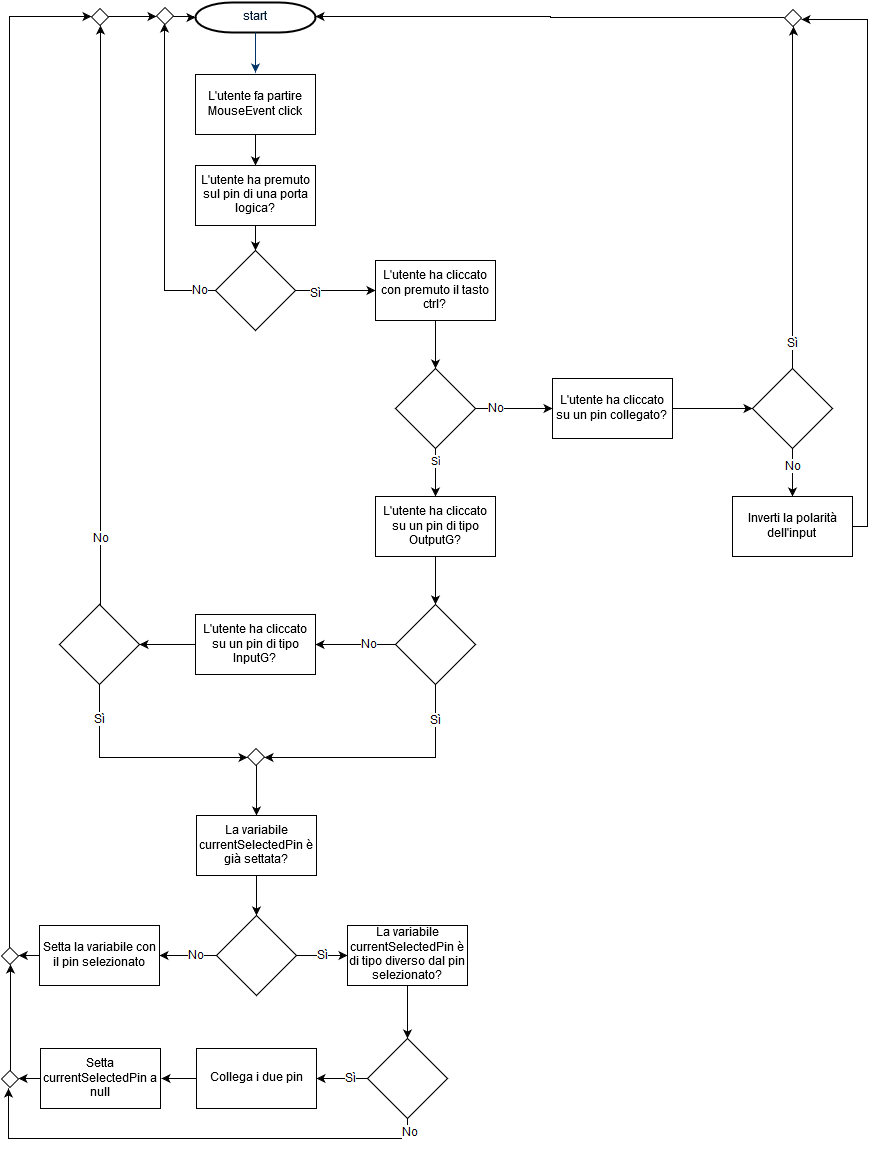 start
L'utente fa partire
MouseEvent click
L'utente ha premuto
sul pin di una porta
logica?
No
Sì
L'utente ha cliccato
con premuto il tasto
ctrl?
Sì
No
L'utente ha cliccato
su un pin collegato?
Sì
No
L'utente ha cliccato
su un pin di tipo
OutputG?
Inverti la polarità
dell'input
No
L'utente ha cliccato
su un pin di tipo
InputG?
No
Sì
Sì
La variabile
currentSelectedPin è
già settata?
Setta la variabile con
il pin selezionato
No
Sì
La variabile
currentSelectedPin è
di tipo diverso dal pin
selezionato?
Setta
currentSelectedPin a
null
Collega i due pin
Sì
No